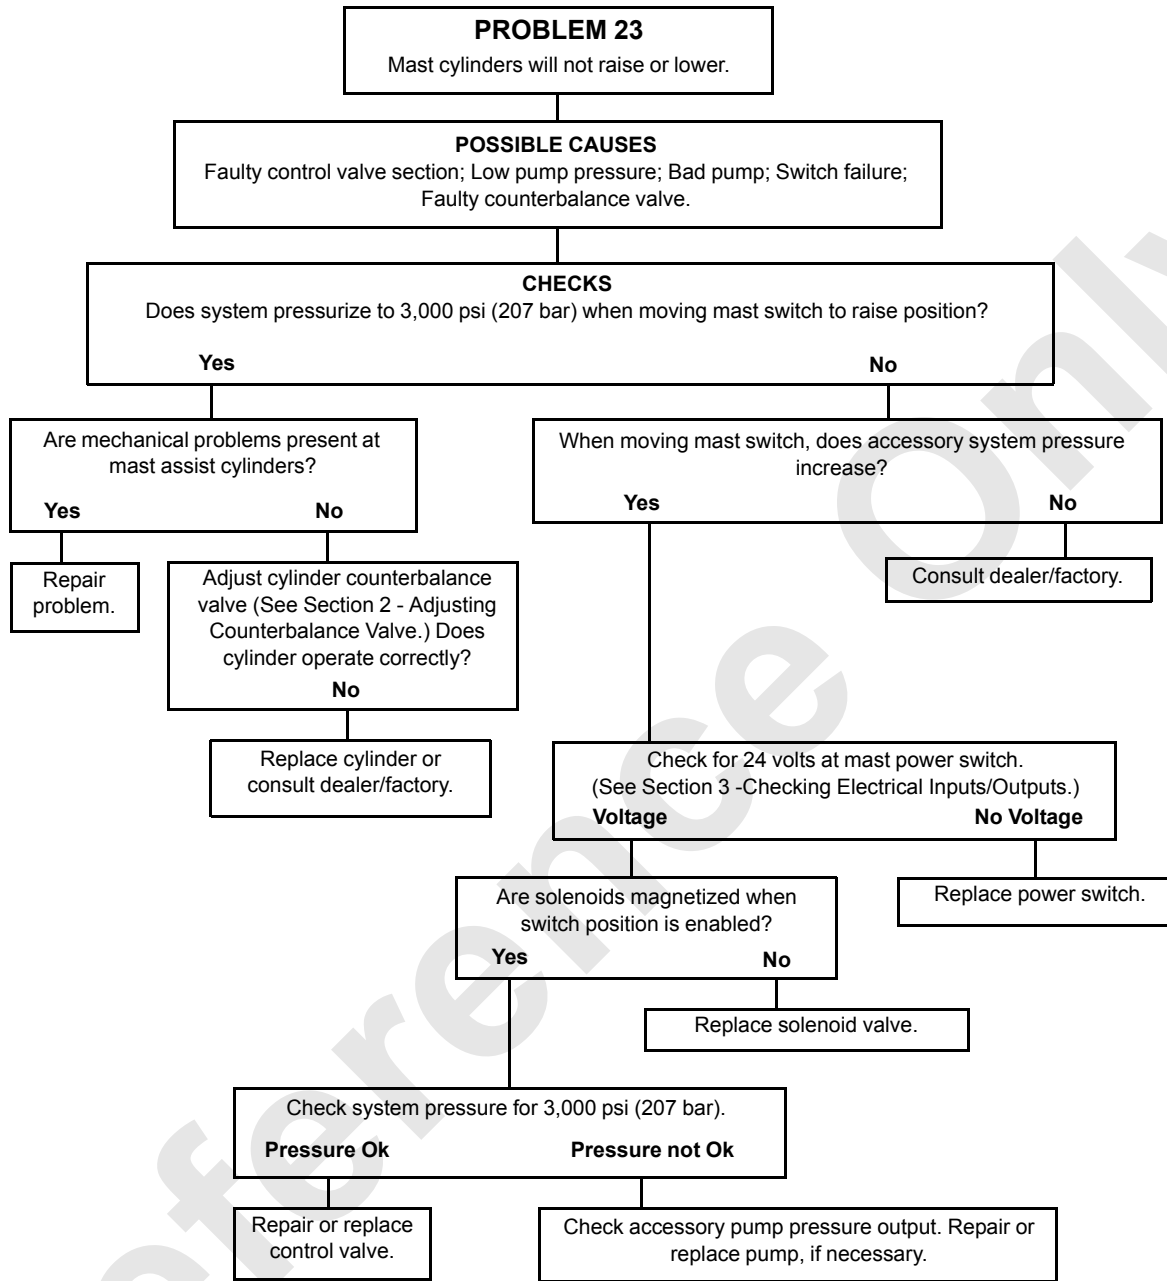 PROBLEM 23
Mast cylinders will not raise or lower.
POSSIBLE CAUSES
Faulty control valve section; Low pump pressure; Bad pump; Switch failure;
Faulty counterbalance valve.
CHECKS
Does system pressurize to 3,000 psi (207 bar) when moving mast switch to raise position?
Yes
No
Are mechanical problems present at
mast assist cylinders?
Yes
No
When moving mast switch, does accessory system pressure
increase?
Yes
No
Repair
problem.
Adjust cylinder counterbalance
valve (See Section 2 - Adjusting
Counterbalance Valve.) Does
cylinder operate correctly?
No
Consult dealer/factory.
Replace cylinder or
consult dealer/factory.
Check for 24 volts at mast power switch.
(See Section 3 -Checking Electrical Inputs/Outputs.)
Voltage
No Voltage
Are solenoids magnetized when
switch position is enabled?
Yes
No
Replace power switch.
Replace solenoid valve.
Check system pressure for 3,000 psi (207 bar).
Pressure Ok
Pressure not Ok
Repair or replace
control valve.
Check accessory pump pressure output. Repair or
replace pump, if necessary.
eference Only